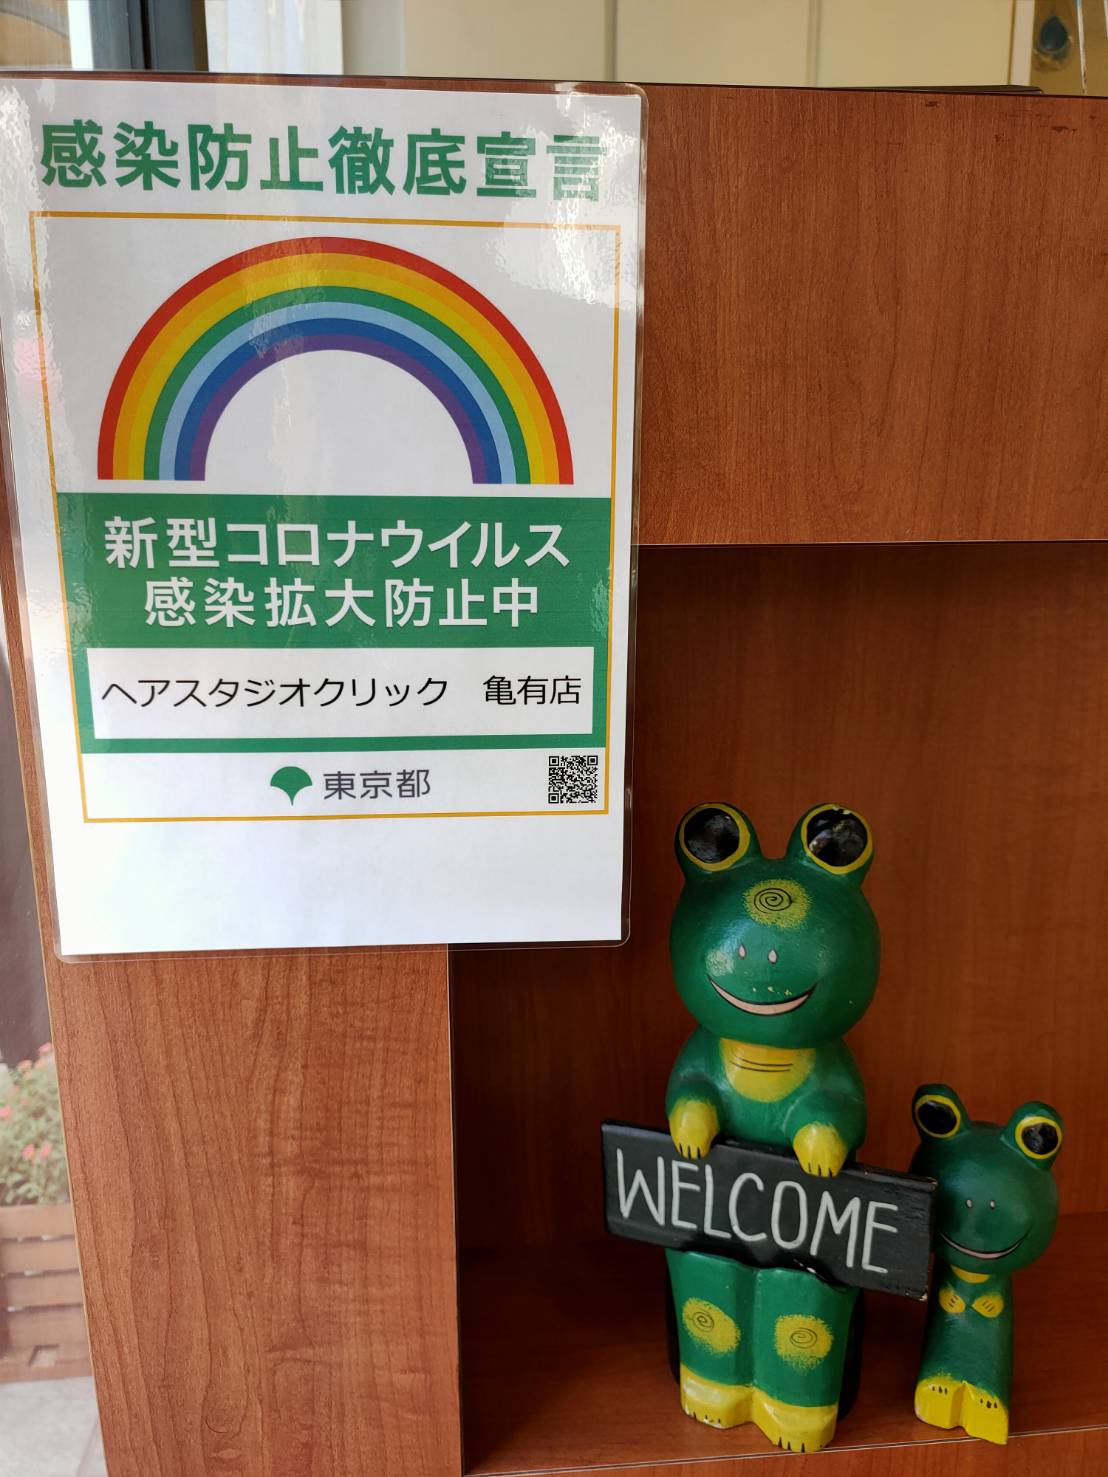 感染防止徹底宣言
新型コロナウイルス
感染拡大防止中
ヘアスタジオクリック　亀有店
東京都
WELCOME